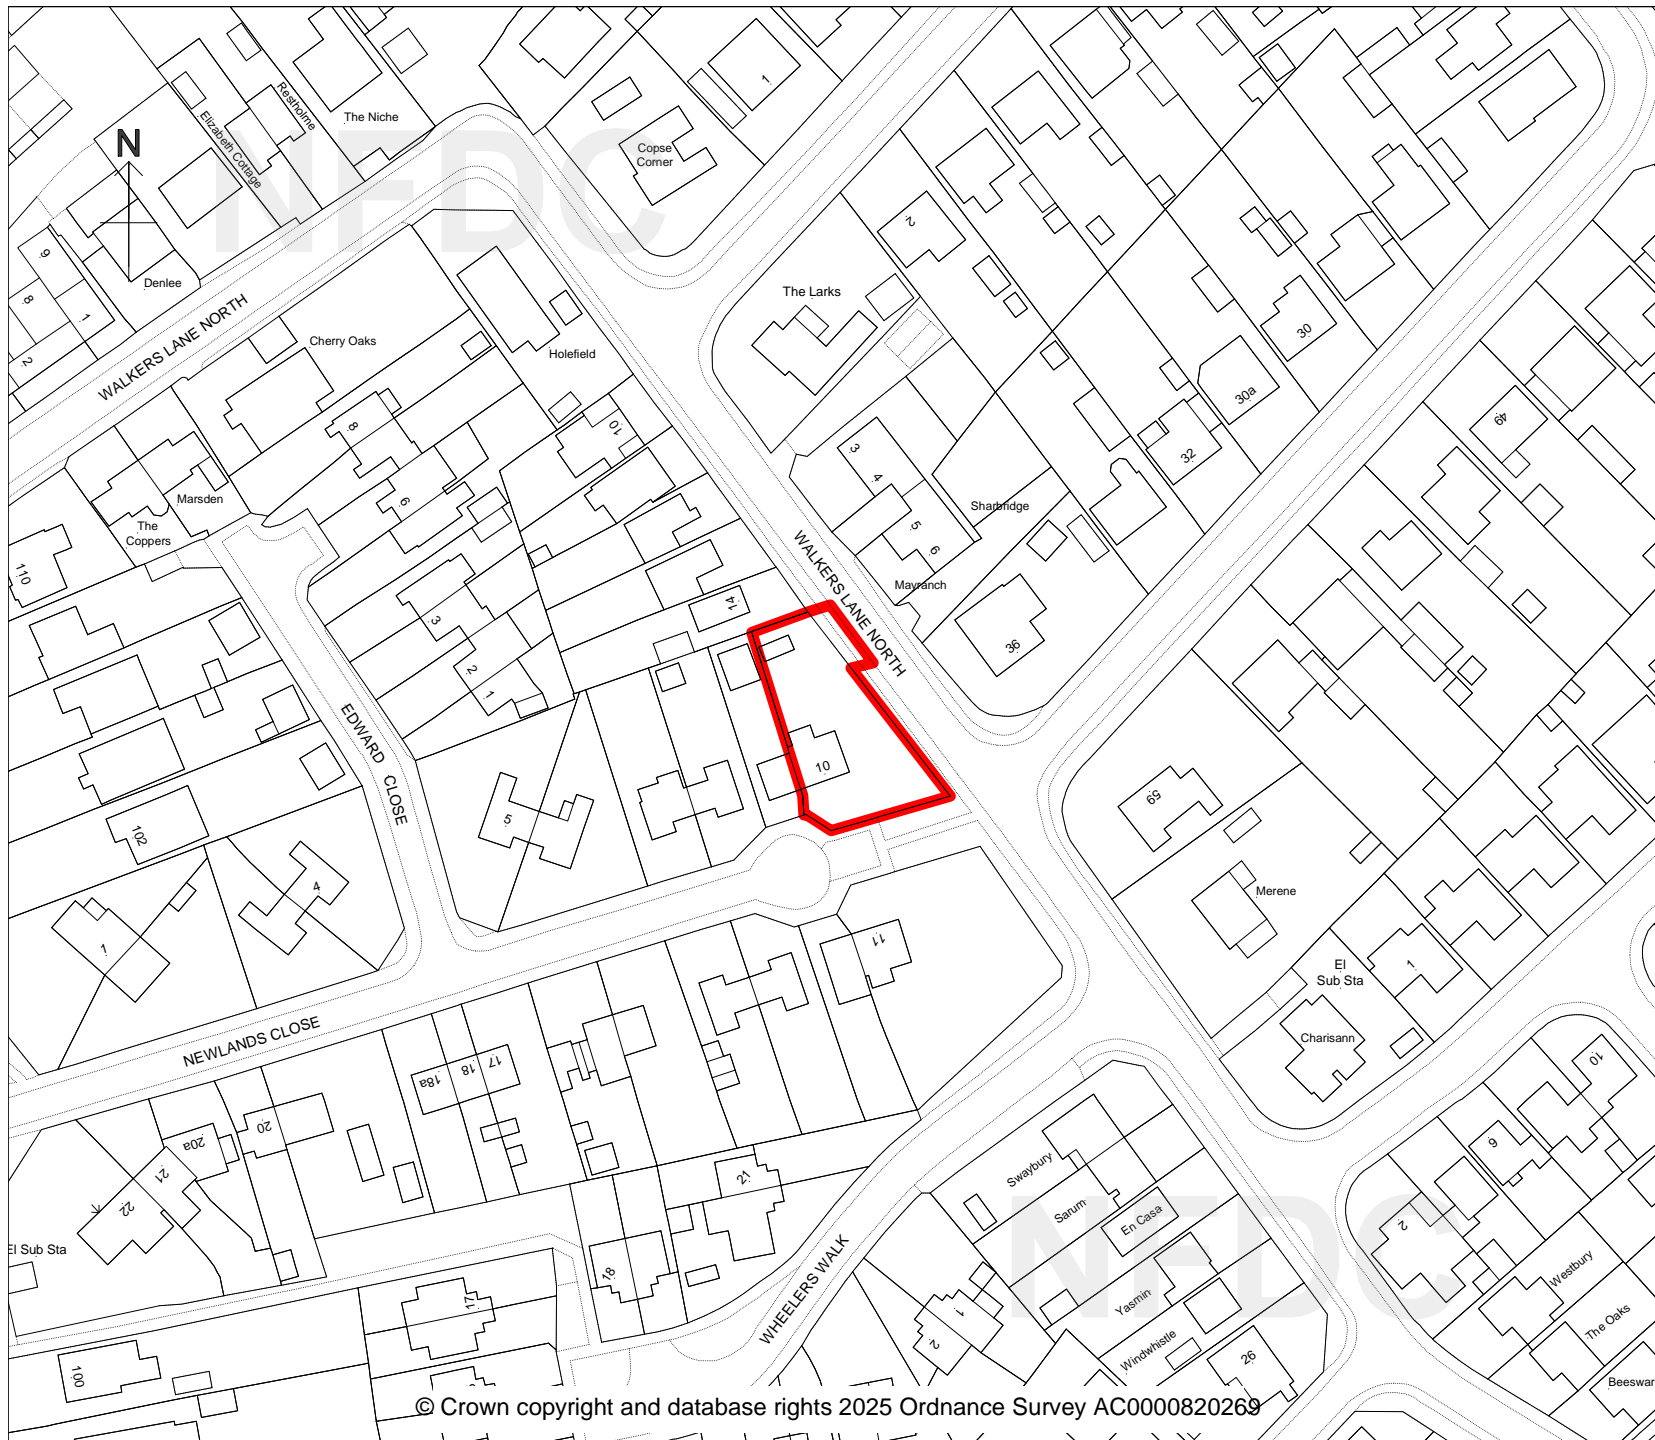 N
NFDC
Restholme
Elizabeth Cottage
The Niche
1
Copse
Corner
9
8
1
2
Denlee
WALKERS LANE NORTH
Cherry Oaks
Holefield
The Larks
2
30
30a
32
49
8
10
6
Marsden
The
Coppers
110
3
4
5
6
Sharbridge
Mayranch
WALKERS LANE NORTH
36
14
3
2
1
EDWARD CLOSE
10
5
59
102
4
1
Merene
El
Sub Sta
1
Charisann
11
NEWLANDS CLOSE
18a
18
17
20a
20
21
22
El Sub Sta
21
18
17
100
WHEELERS WALK
Swaybury
Sarum
En Casa
Yasmin
Windwhistle
26
1
2
NFDC
10
9
2
Westbury
The Oaks
Beeswar
© Crown copyright and database rights 2025 Ordnance Survey AC0000820269